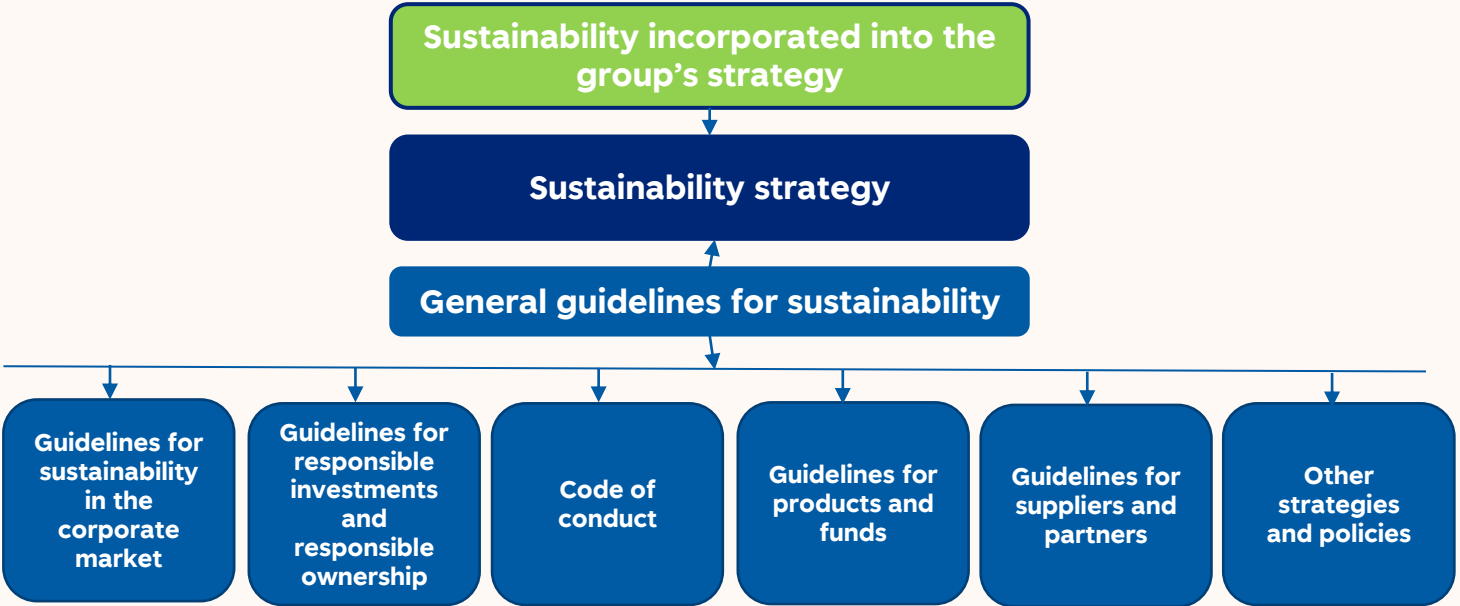 Sustainability incorporated into the
group’s strategy
Sustainability strategy
General guidelines for sustainability
Guidelines for
sustainability
in the
corporate
market
Guidelines for
responsible
investments
and
responsible
ownership
Code of
conduct
Guidelines for
products and
funds
Guidelines for
suppliers and
partners
Other
strategies
and policies